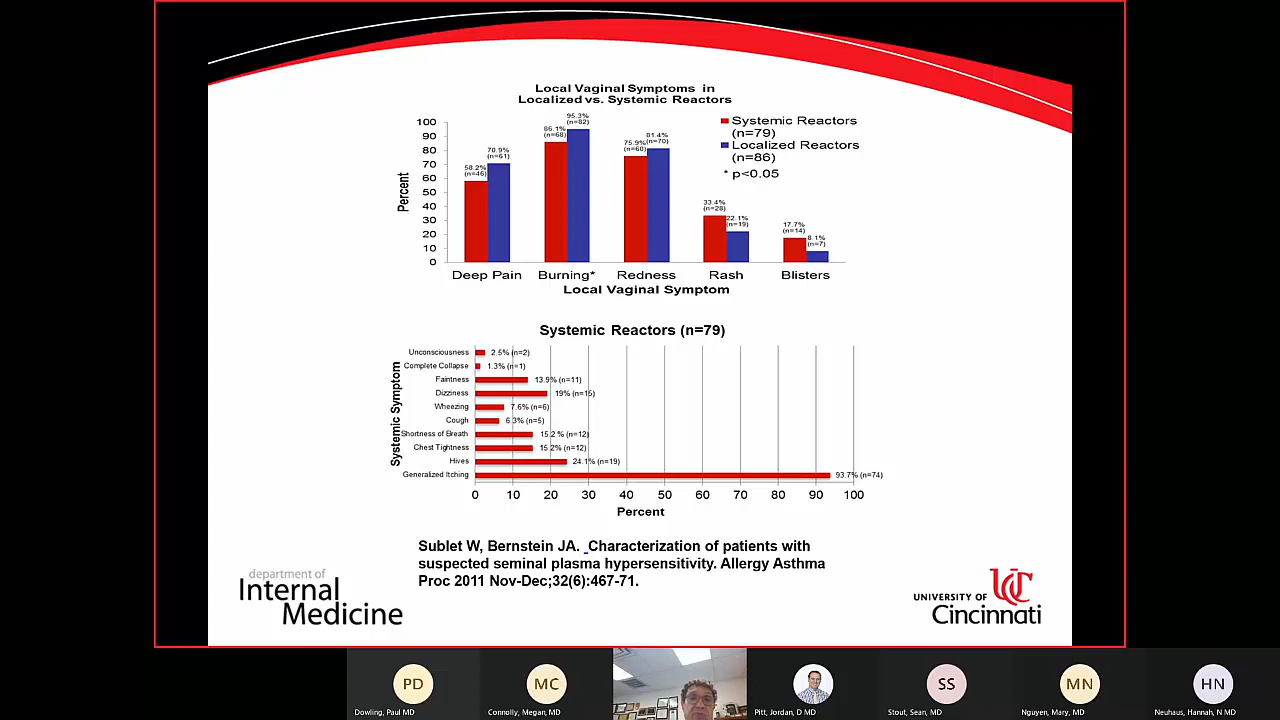 Local Vaginal Symptoms in
Localized vs. Systemic Reactors
Percent
100
90
80
70
60
50
40
30
20
10
0
58.2%
(n=46)
70.9%
(n=61)
86.1%
(n=68)
95.3%
(n=82)
75.9%
(n=60)
81.4%
(n=70)
33.4%
(n=28)
22.1%
(n=19)
17.7%
(n=14)
8.1%
(n=7)
Systemic Reactors
(n=79)
Localized Reactors
(n=86)
* p<0.05
Deep Pain Burning* Redness Rash Blisters
Local Vaginal Symptom
Systemic Reactors (n=79)
Systemic Symptom
Unconsciousness 2.5% (n=2)
Complete Collapse 1.3% (n=1)
Faintness 13.9% (n=11)
Dizziness 19% (n=15)
Wheezing 7.6% (n=6)
Cough 6.3% (n=5)
Shortness of Breath 15.2 % (n=12)
Chest Tightness 15.2% (n=12)
Hives 24.1% (n=19)
Generalized Itching 93.7% (n=74)
0 10 20 30 40 50 60 70 80 90 100
Percent
Sublet W, Bernstein JA. Characterization of patients with
suspected seminal plasma hypersensitivity. Allergy Asthma
Proc 2011 Nov-Dec;32(6):467-71.
department of
Internal
Medicine
UC
UNIVERSITY OF
Cincinnati
PD
MC
SS
MN
HN
Dowling, Paul MD
Connolly, Megan, MD
Pitt, Jordan, D MD
Stout, Sean, MD
Nguyen, Mary, MD
Neuhaus, Hannah, N MD